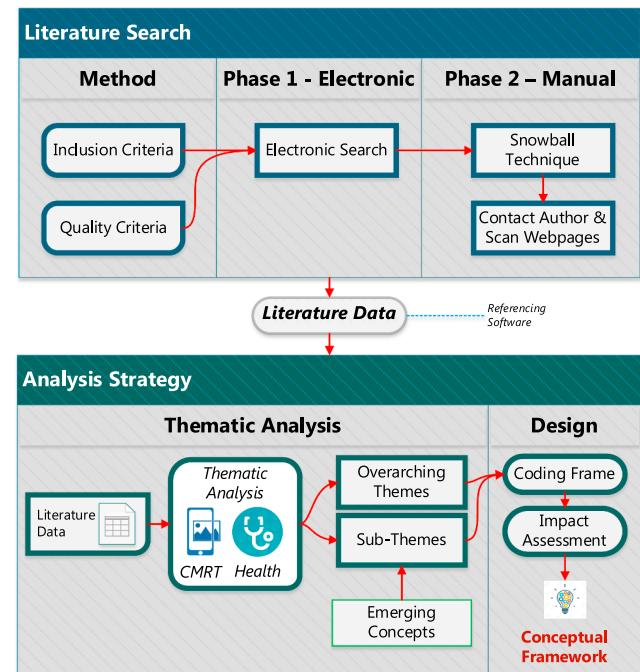 Literature Search
Method
Phase 1 - Electronic
Phase 2 – Manual
Inclusion Criteria
Electronic Search
Snowball
Technique
Quality Criteria
Contact Author &
Scan Webpages
Literature Data
Referencing
Software
Analysis Strategy
Thematic Analysis
Design
Literature
Data
Thematic
Analysis
CMRT
Health
Overarching
Themes
Sub-Themes
Emerging
Concepts
Coding Frame
Impact
Assessment
Conceptual
Framework